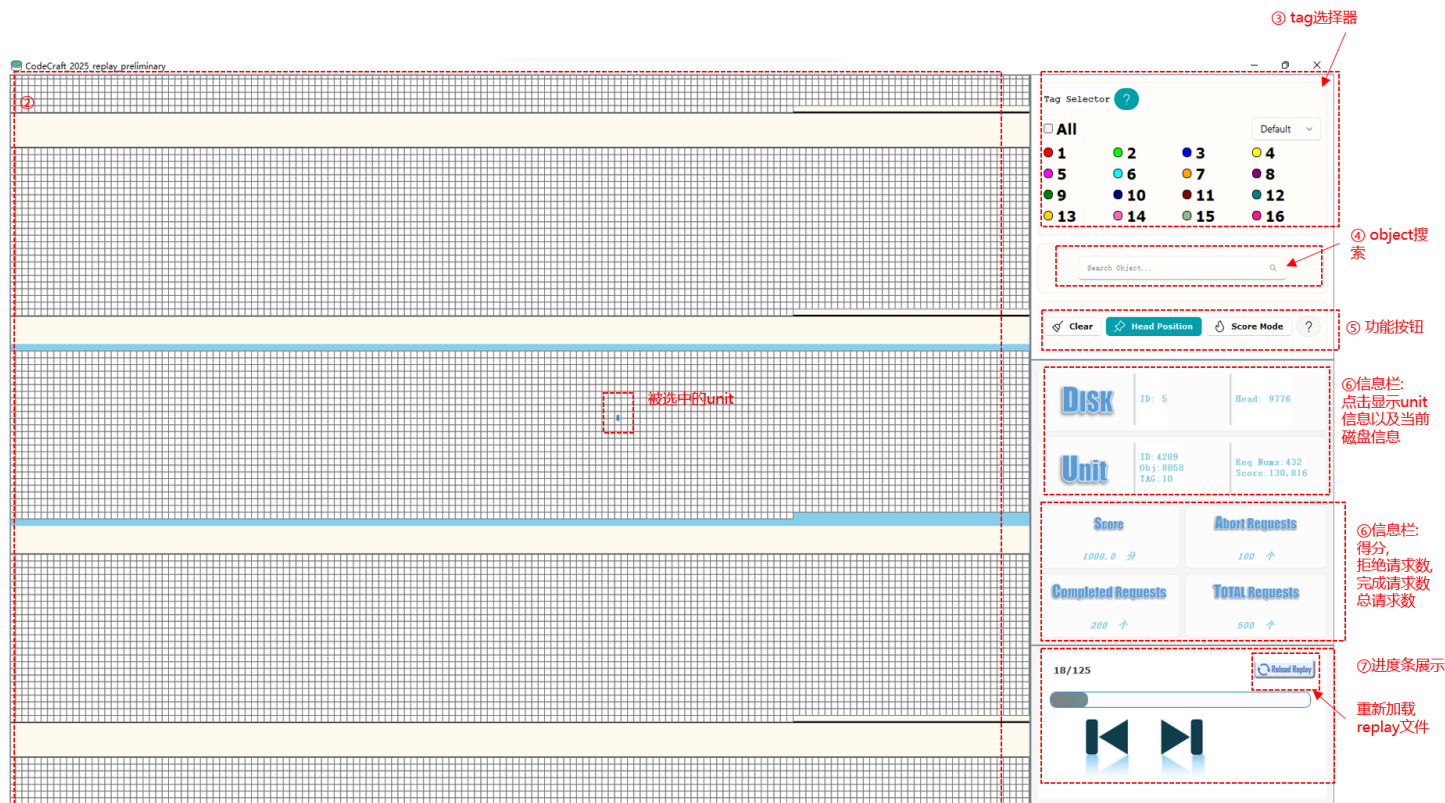 ③ tag选择器
CodeCraft 2025 replay_preliminary
②
Tag Selector ?
All
Default
1 2 3 4
5 6 7 8
9 10 11 12
13 14 15 16
④ object搜
索
Search Object...
Clear
Head Position
Score Mode
?
⑤ 功能按钮
被选中的unit
DISK
ID: 5
Head: 9776
Unit
ID:4289
Obj:8858
TAG:10
Req Nums:432
Score:130.816
⑥信息栏:
点击显示unit
信息以及当前
磁盘信息
Score
1000.0 分
Abort Requests
100 个
Completed Requests
200 个
TOTAL Requests
500 个
⑥信息栏:
得分,
拒绝请求数,
完成请求数
总请求数
18/125
Reload Replay
⑦进度条展示
重新加载
replay文件